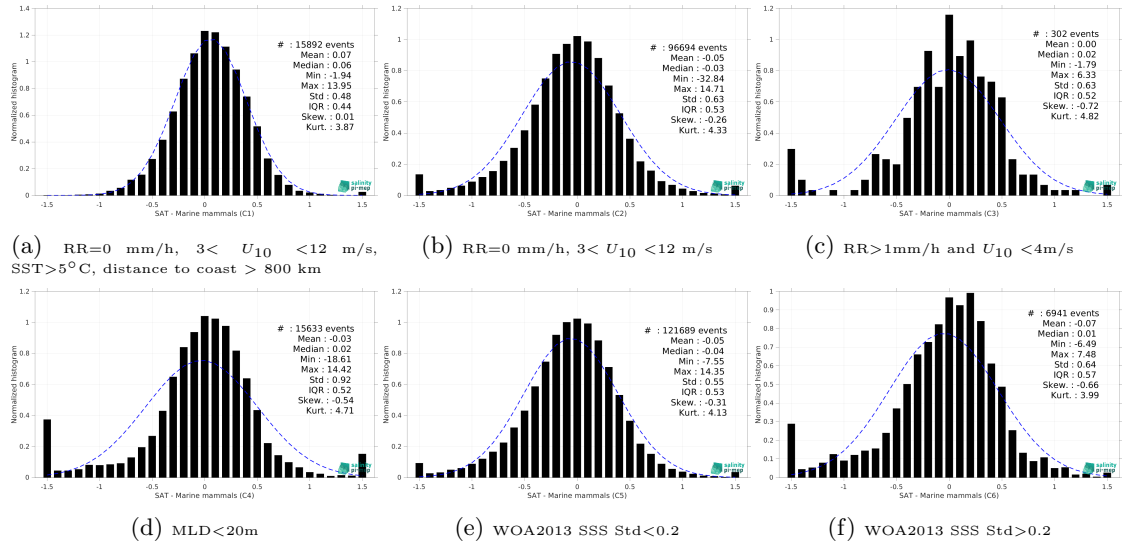 1.4
1.2
1
0.8
0.6
0.4
0.2
0
Normalized histogram
# : 15892 events
Mean : 0.07
Median : 0.06
Min : -1.94
Max : 13.95
Std : 0.48
IQR : 0.44
Skew. : 0.01
Kurt. : 3.87
salinity
pi-mep
-1.5 -1 -0.5 0 0.5 1 1.5
SAT - Marine mammals (C1)
(a) RR=0 mm/h, 3< U10 <12 m/s,
SST>5°C, distance to coast > 800 km
1.2
1
0.8
0.6
0.4
0.2
0
Normalized histogram
# : 96694 events
Mean : -0.05
Median : -0.03
Min : -32.84
Max : 14.71
Std : 0.63
IQR : 0.53
Skew. : -0.26
Kurt. : 4.33
salinity
pi-mep
-1.5 -1 -0.5 0 0.5 1 1.5
SAT - Marine mammals (C2)
(b) RR=0 mm/h, 3< U10 <12 m/s
1.2
1
0.8
0.6
0.4
0.2
0
Normalized histogram
# : 302 events
Mean : 0.00
Median : 0.02
Min : -1.79
Max : 6.33
Std : 0.63
IQR : 0.52
Skew. : -0.72
Kurt. : 4.82
salinity
pi-mep
-1.5 -1 -0.5 0 0.5 1 1.5
SAT - Marine mammals (C3)
(c) RR>1mm/h and U10 <4m/s
1.2
1
0.8
0.6
0.4
0.2
0
Normalized histogram
# : 15633 events
Mean : -0.03
Median : 0.02
Min : -18.61
Max : 14.42
Std : 0.92
IQR : 0.52
Skew. : -0.54
Kurt. : 4.71
salinity
pi-mep
-1.5 -1 -0.5 0 0.5 1 1.5
SAT - Marine mammals (C4)
(d) MLD<20m
1.2
1
0.8
0.6
0.4
0.2
0
Normalized histogram
# : 121689 events
Mean : -0.05
Median : -0.04
Min : -7.55
Max : 14.35
Std : 0.55
IQR : 0.53
Skew. : -0.31
Kurt. : 4.13
salinity
pi-mep
-1.5 -1 -0.5 0 0.5 1 1.5
SAT - Marine mammals (C5)
(e) WOA2013 SSS Std<0.2
1
0.9
0.8
0.7
0.6
0.5
0.4
0.3
0.2
0.1
0
Normalized histogram
# : 6941 events
Mean : -0.07
Median : 0.01
Min : -6.49
Max : 7.48
Std : 0.64
IQR : 0.57
Skew. : -0.66
Kurt. : 3.99
salinity
pi-mep
-1.5 -1 -0.5 0 0.5 1 1.5
SAT - Marine mammals (C6)
(f) WOA2013 SSS Std>0.2